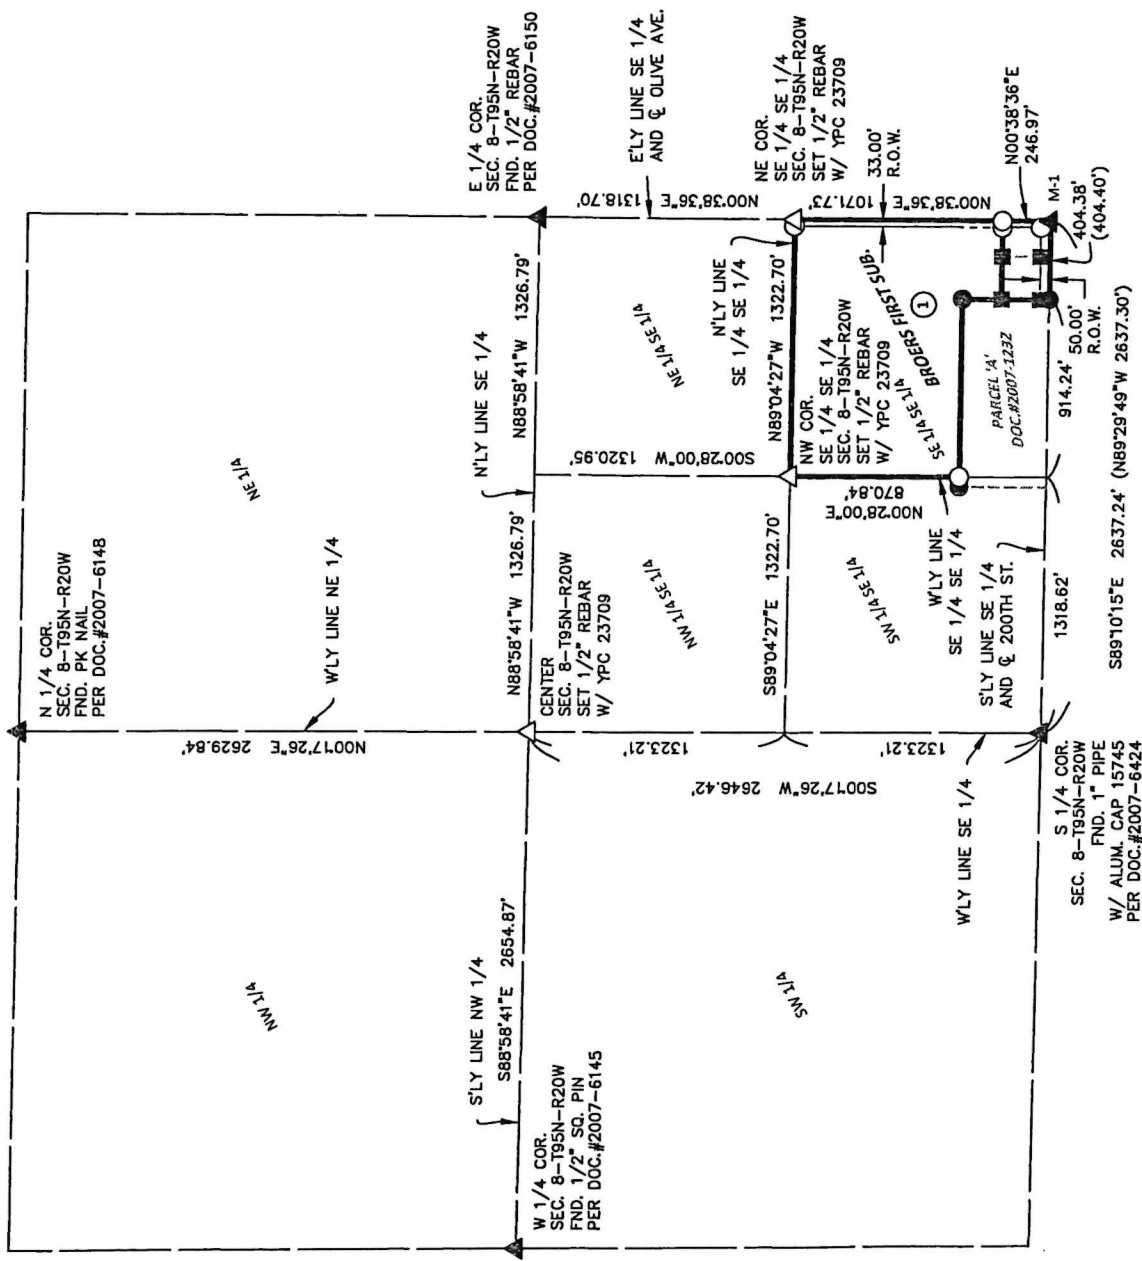 N 1/4 COR.
SEC. 8-T95N-R20W
FND. PK NAIL
PER DOC.#2007-6148
E 1/4 COR.
SEC. 8-T95N-R20W
FND. 1/2" REBAR
PER DOC.#2007-6150
NW 1/4
NE 1/4
W'LY LINE NE 1/4
N00°17'26"E 2629.84'
N'LY LINE SE 1/4
S'LY LINE NW 1/4
S88°58'41"E 2654.87'
N88°58'41"W 1326.79'
N88°58'41"W 1326.79'
W 1/4 COR.
SEC. 8-T95N-R20W
FND. 1/2" SQ. PIN
PER DOC.#2007-6145
CENTER
SEC. 8-T95N-R20W
SET 1/2" REBAR
W/ YPC 23709
E'LY LINE SE 1/4
AND ℄ OLIVE AVE.
N00°38'36"E 1318.70'
NE 1/4 SE 1/4
NW 1/4 SE 1/4
S00°28'00"W 1320.95'
1323.21'
N'LY LINE
SE 1/4 SE 1/4
NE COR.
SE 1/4 SE 1/4
SEC. 8-T95N-R20W
SET 1/2" REBAR
W/ YPC 23709
S89°04'27"E 1322.70'
N89°04'27"W 1322.70'
NW COR.
SE 1/4 SE 1/4
SEC. 8-T95N-R20W
SET 1/2" REBAR
W/ YPC 23709
33.00'
R.O.W.
N00°38'36"E 1071.73'
BROERS FIRST SUB.
1
SE 1/4 SE 1/4
SW 1/4
SW 1/4 SE 1/4
S00°17'26"W 2646.42'
1323.21'
N00°28'00"E
870.84'
W'LY LINE
SE 1/4 SE 1/4
N00°38'36"E
246.97'
M-1
PARCEL 'A'
DOC.#2007-1232
W'LY LINE SE 1/4
S'LY LINE SE 1/4
AND ℄ 200TH ST.
1318.62'
914.24'
50.00'
R.O.W.
404.38'
(404.40')
S89°10'15"E 2637.24' (N89°29'49"W 2637.30')
S 1/4 COR.
SEC. 8-T95N-R20W
FND. 1" PIPE
W/ ALUM. CAP 15745
PER DOC.#2007-6424